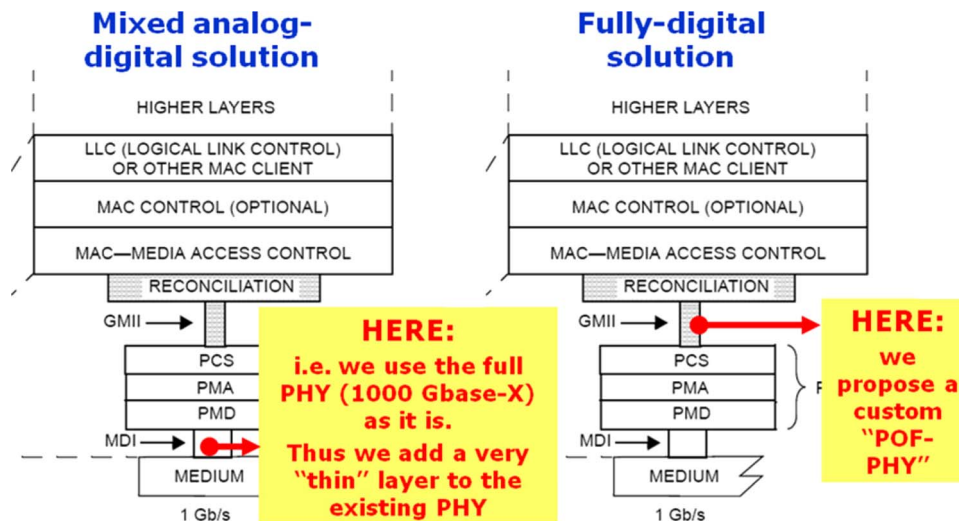 Mixed analog-
digital solution
HIGHER LAYERS
LLC (LOGICAL LINK CONTROL)
OR OTHER MAC CLIENT
MAC CONTROL (OPTIONAL)
MAC—MEDIA ACCESS CONTROL
RECONCILIATION
GMII
PCS
PMA
PMD
MDI
MEDIUM
1 Gb/s
HERE:
i.e. we use the full
PHY (1000 Gbase-X)
as it is.
Thus we add a very
“thin” layer to the
existing PHY
Fully-digital
solution
HIGHER LAYERS
LLC (LOGICAL LINK CONTROL)
OR OTHER MAC CLIENT
MAC CONTROL (OPTIONAL)
MAC—MEDIA ACCESS CONTROL
RECONCILIATION
GMII
PCS
PMA
PMD
MDI
MEDIUM
1 Gb/s
HERE:
we
propose a
custom
“POF-
PHY”